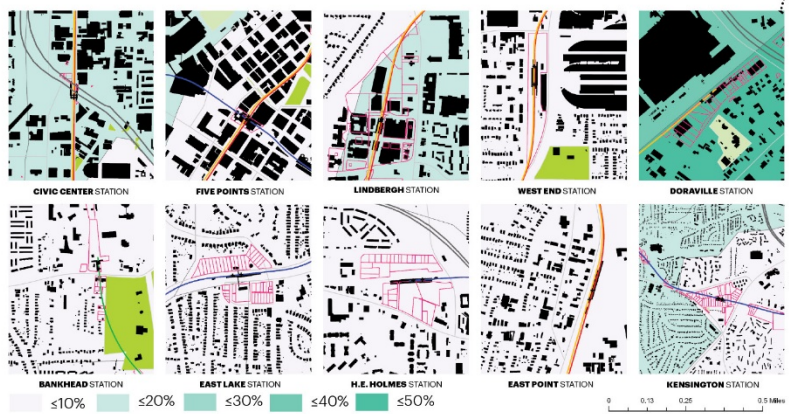 CIVIC CENTER STATION
FIVE POINTS STATION
LINDBERGH STATION
WEST END STATION
DORAVILLE STATION
BANKHEAD STATION
EAST LAKE STATION
H.E. HOLMES STATION
EAST POINT STATION
KENSINGTON STATION
≤10%
≤20%
≤30%
≤40%
≤50%
0 0.13 0.25 0.5 Miles